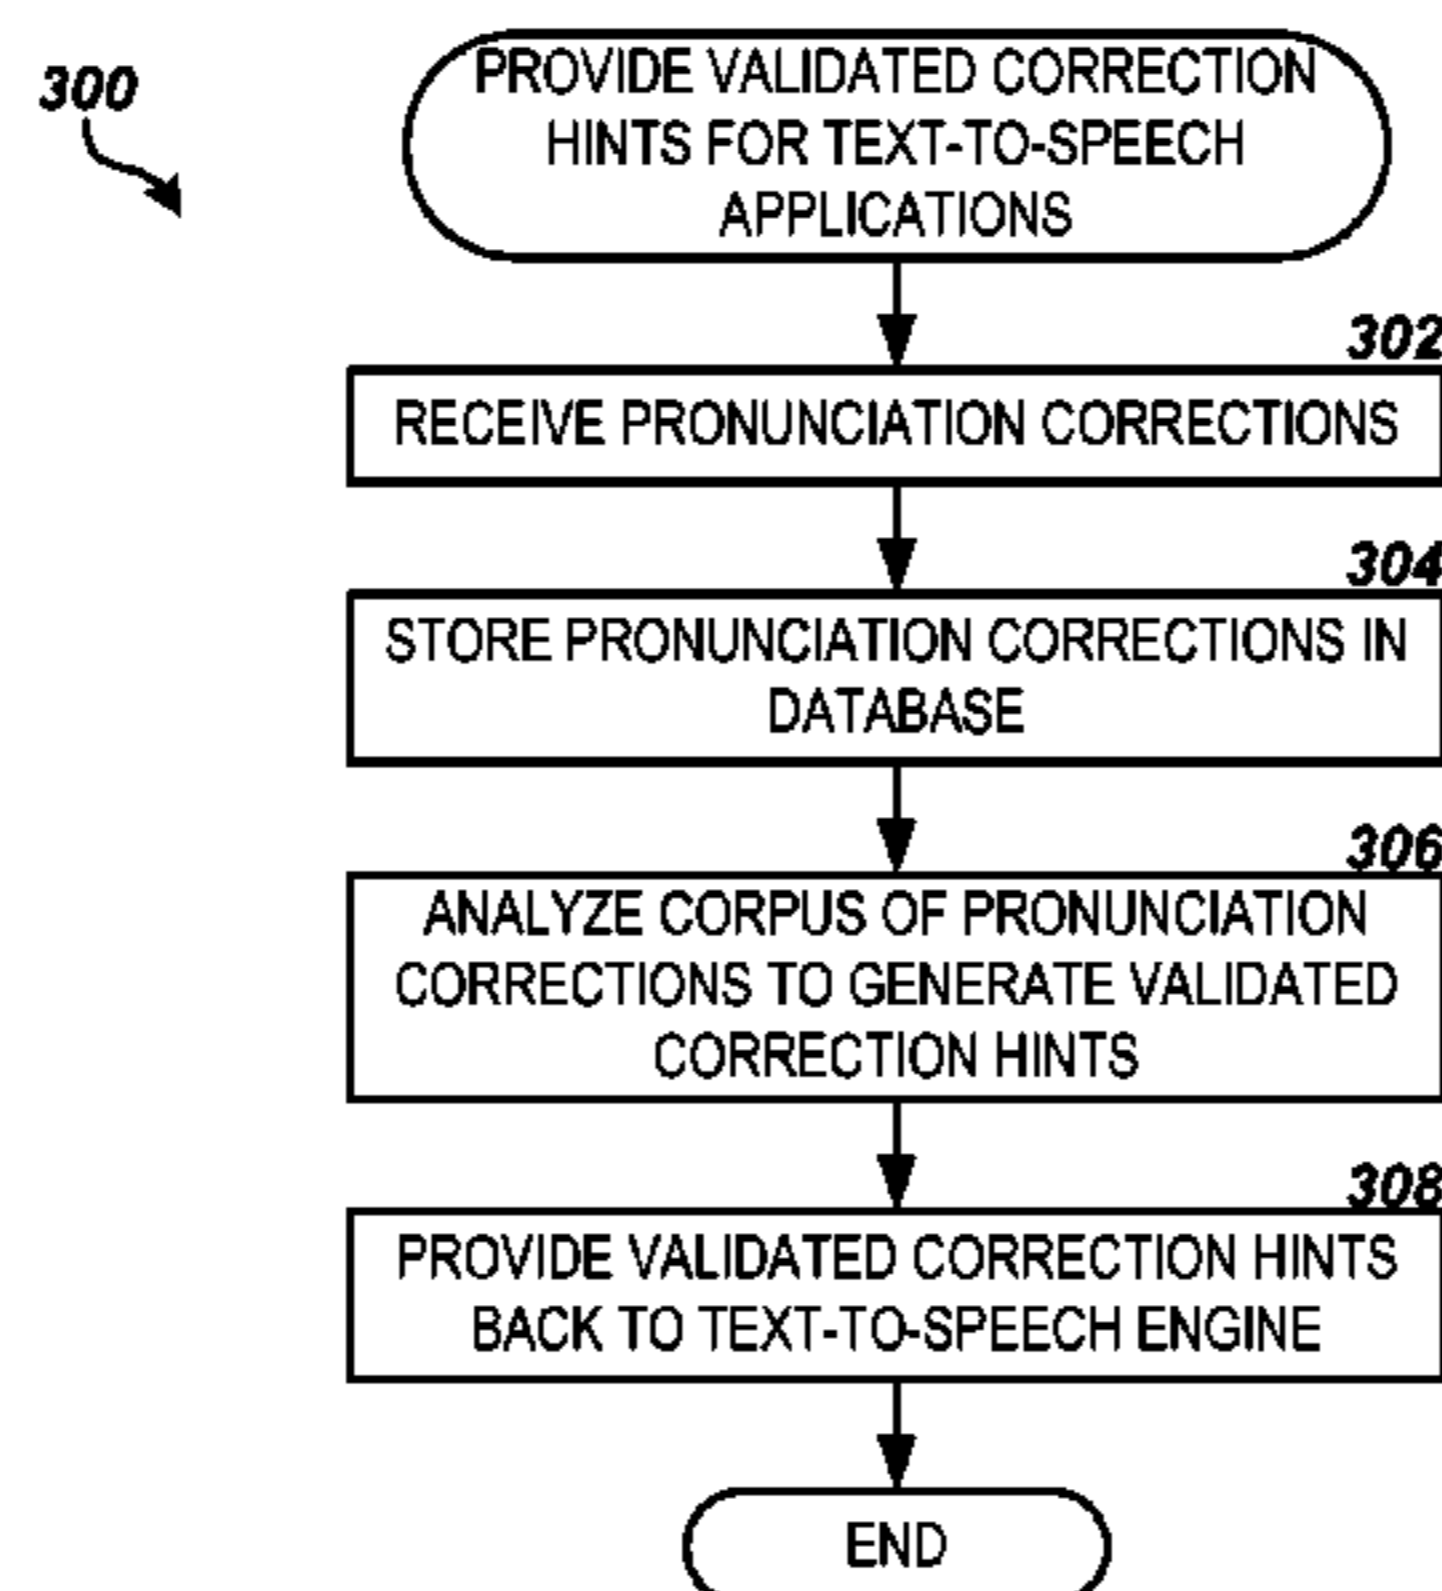 300
PROVIDE VALIDATED CORRECTION
HINTS FOR TEXT-TO-SPEECH
APPLICATIONS
302
RECEIVE PRONUNCIATION CORRECTIONS
304
STORE PRONUNCIATION CORRECTIONS IN
DATABASE
306
ANALYZE CORPUS OF PRONUNCIATION
CORRECTIONS TO GENERATE VALIDATED
CORRECTION HINTS
308
PROVIDE VALIDATED CORRECTION HINTS
BACK TO TEXT-TO-SPEECH ENGINE
END